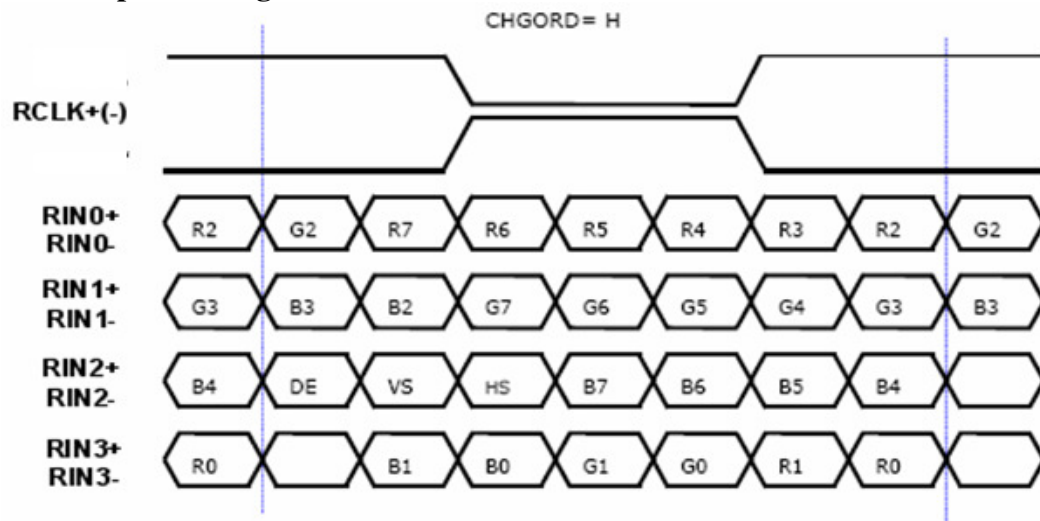 CHGORD= H
RCLK+(-)
RIN0+
RIN0-
R2 G2 R7 R6 R5 R4 R3 R2 G2
RIN1+
RIN1-
G3 B3 B2 G7 G6 G5 G4 G3 B3
RIN2+
RIN2-
B4 DE VS HS B7 B6 B5 B4
RIN3+
RIN3-
R0 B1 B0 G1 G0 R1 R0